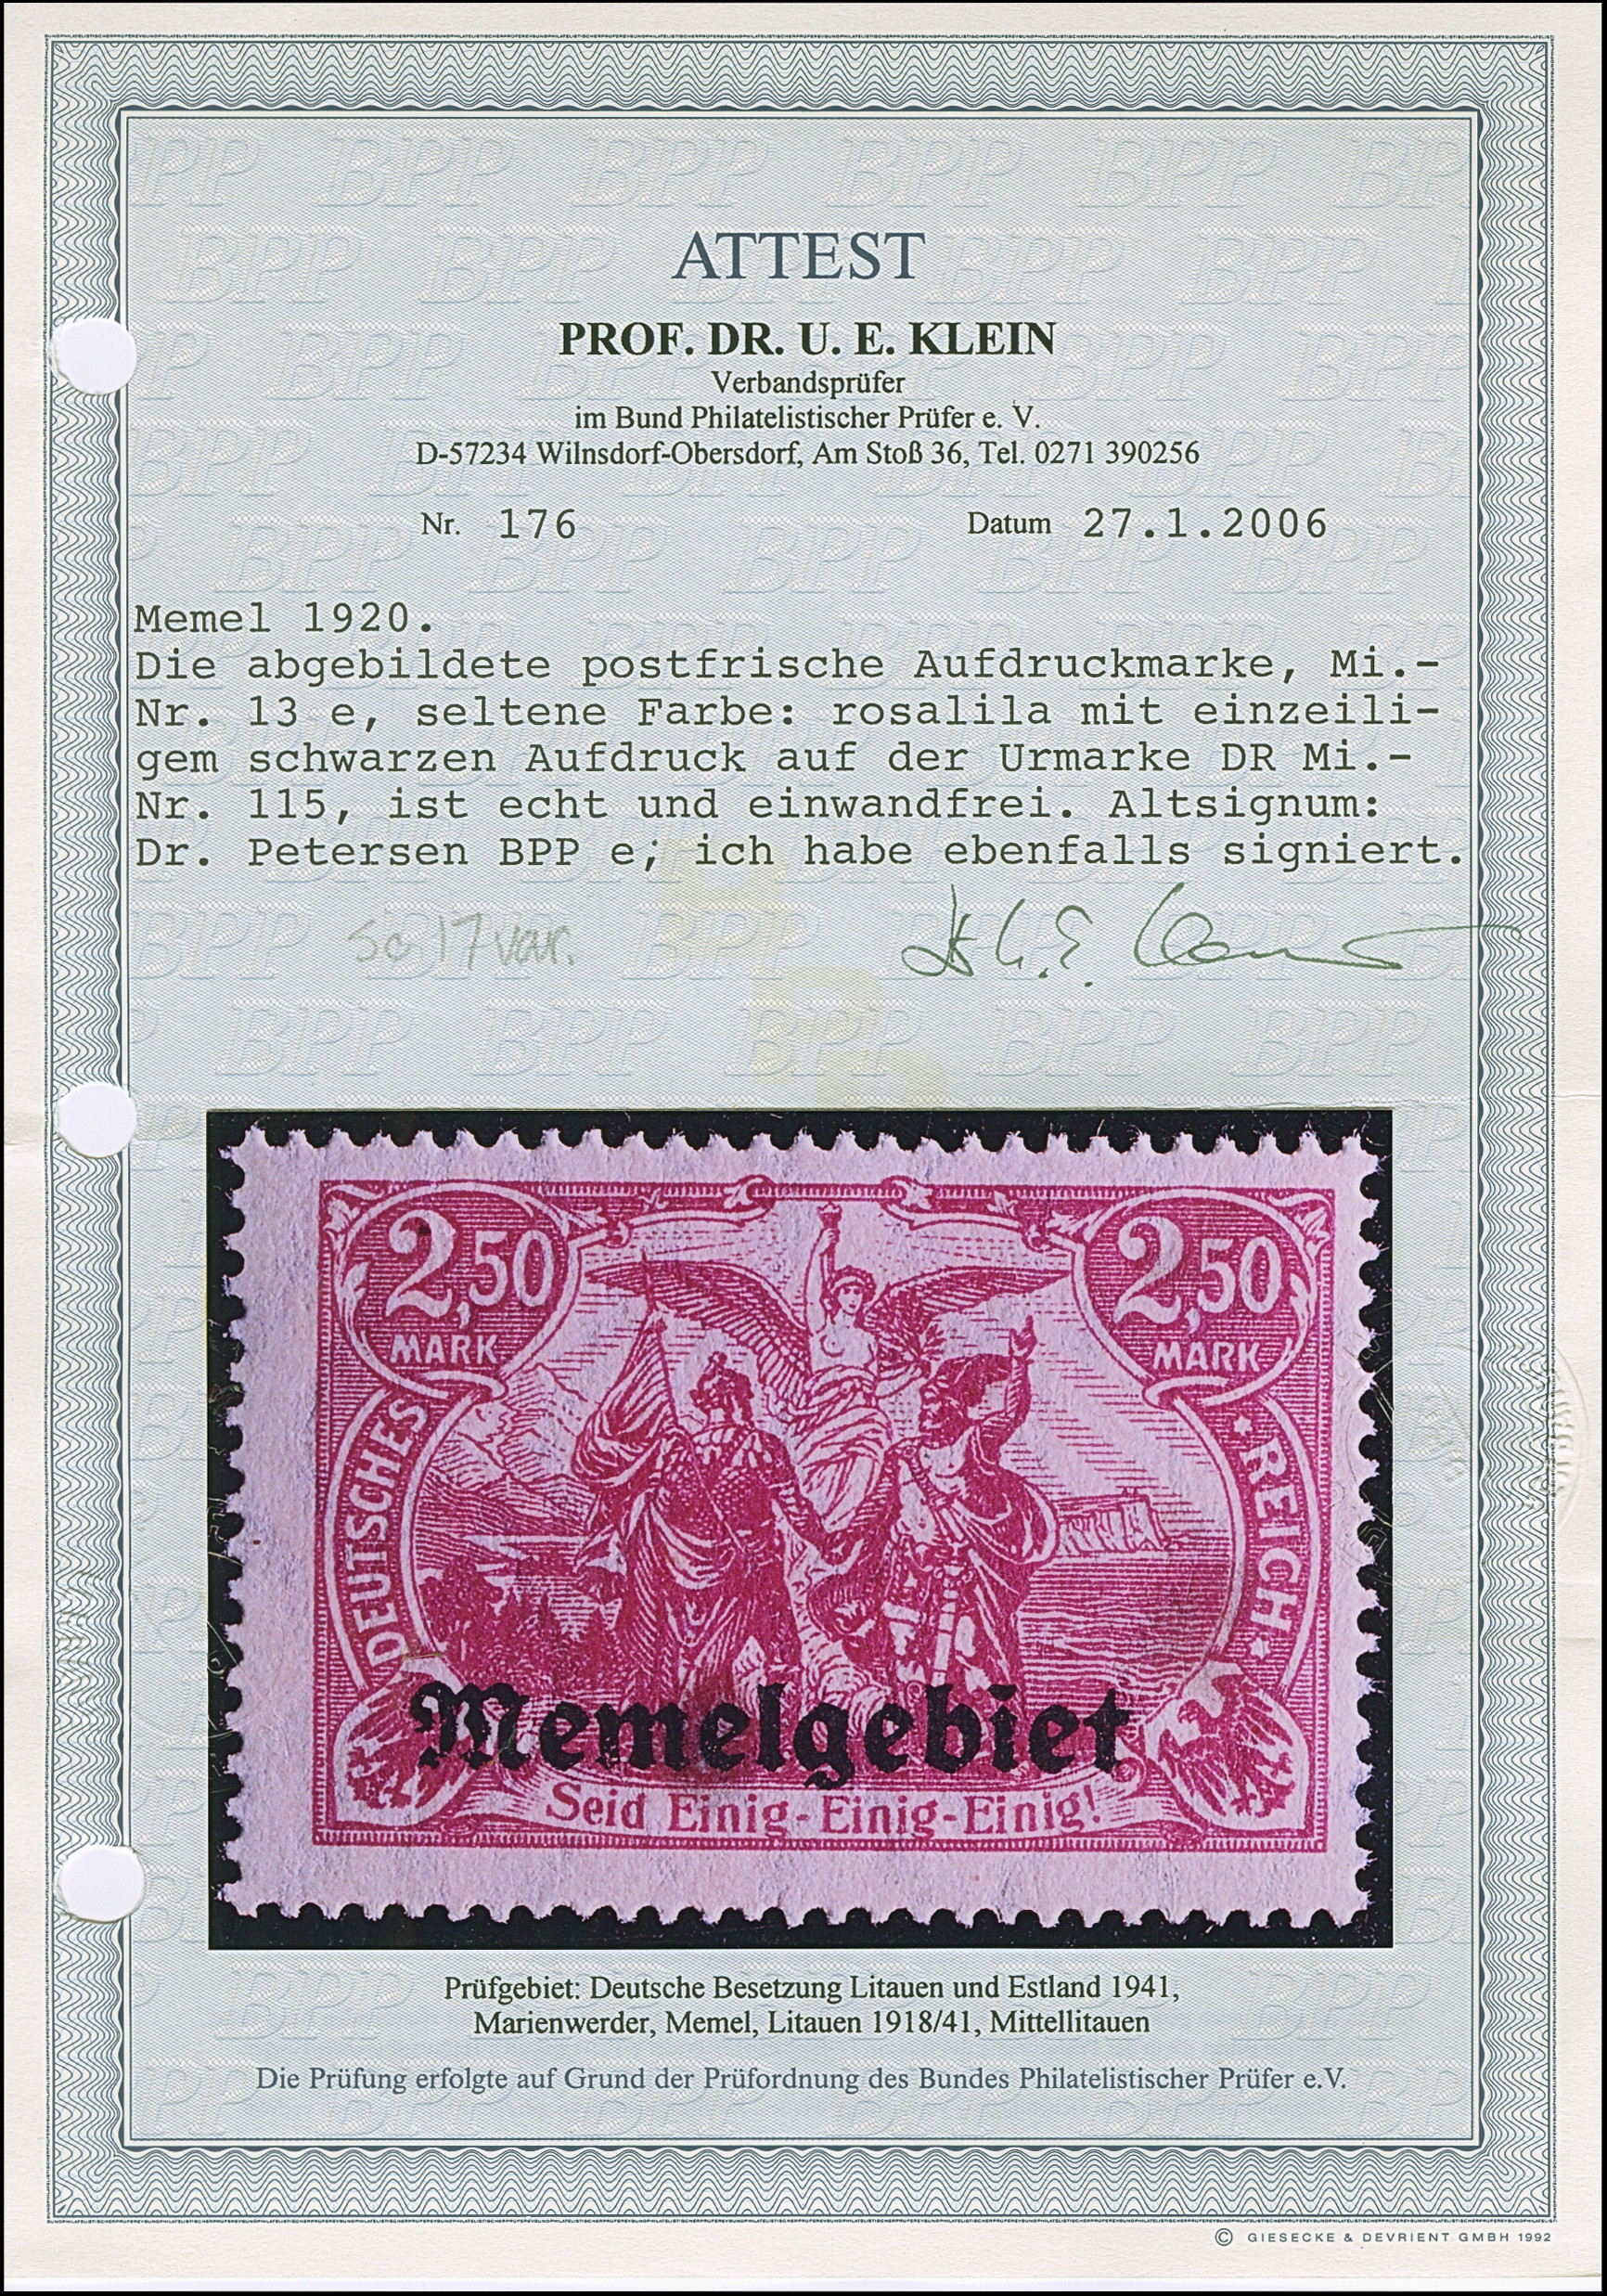 ATTEST
PROF. DR. U. E. KLEIN
Verbandsprüfer
im Bund Philatelistischer Prüfer e. V.
D-57234 Wilnsdorf-Obersdorf, Am Stoß 36, Tel. 0271 390256
Nr. 176 Datum 27.1.2006
Memel 1920.
Die abgebildete postfrische Aufdruckmarke, Mi.-
Nr. 13 e, seltene Farbe: rosalila mit einzeili-
gem schwarzen Aufdruck auf der Urmarke DR Mi.-
Nr. 115, ist echt und einwandfrei. Altsignum:
Dr. Petersen BPP e; ich habe ebenfalls signiert.
Sc 17 var.
2,50 MARK
2,50 MARK
DEUTSCHES
REICH
Memelgebiet
Seid Einig-Einig-Einig!
Prüfgebiet: Deutsche Besetzung Litauen und Estland 1941,
Marienwerder, Memel, Litauen 1918/41, Mittellitauen
Die Prüfung erfolgte auf Grund der Prüfordnung des Bundes Philatelistischer Prüfer e.V.
© GIESECKE & DEVRIENT GMBH 1992